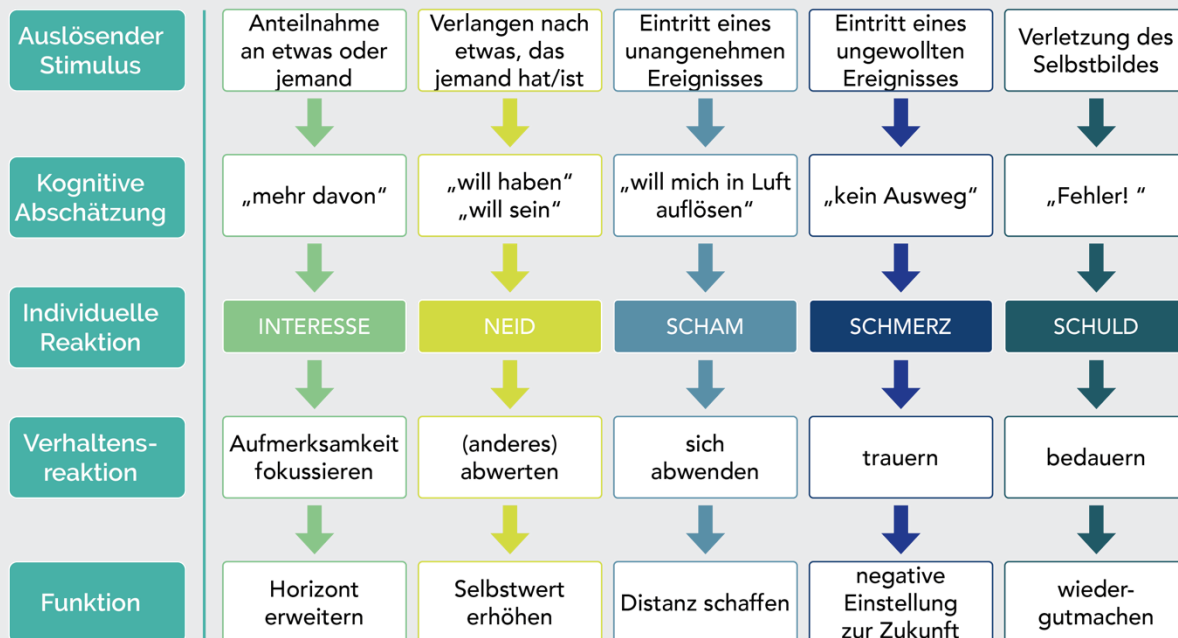 Auslösender
Stimulus
Anteilnahme
an etwas oder
jemand
Verlangen nach
etwas, das
jemand hat/ist
Eintritt eines
unangenehmen
Ereignisses
Eintritt eines
ungewollten
Ereignisses
Verletzung des
Selbstbildes
Kognitive
Abschätzung
„mehr davon“
„will haben“
„will sein“
„will mich in Luft
auflösen“
„kein Ausweg“
„Fehler! “
Individuelle
Reaktion
INTERESSE
NEID
SCHAM
SCHMERZ
SCHULD
Verhaltens-
reaktion
Aufmerksamkeit
fokussieren
(anderes)
abwerten
sich
abwenden
trauern
bedauern
Funktion
Horizont
erweitern
Selbstwert
erhöhen
Distanz schaffen
negative
Einstellung
zur Zukunft
wieder-
gutmachen